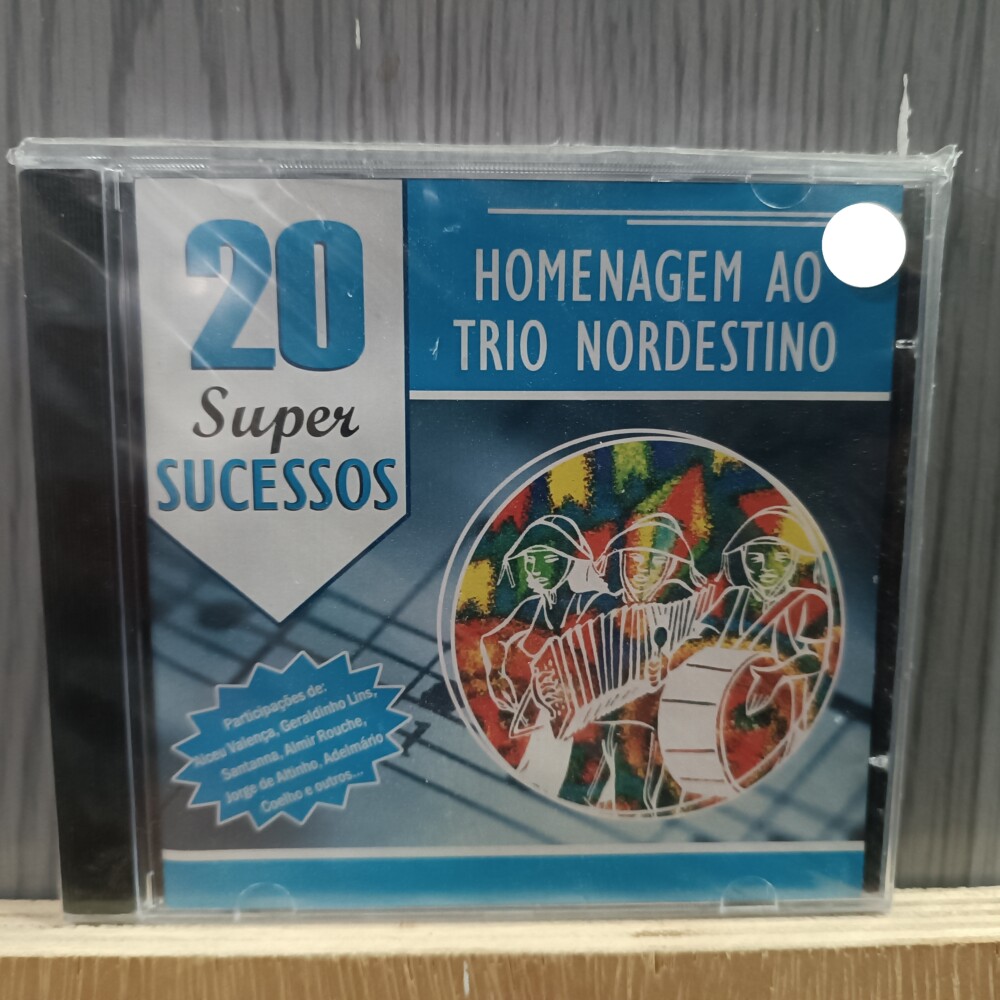 20
Super
SUCESSOS
HOMENAGEM AO
TRIO NORDESTINO
Participações de:
Alceu Valença, Geraldinho Lins,
Santanna, Almir Rouche,
Jorge de Altinho, Adelmário
Coelho e outros...